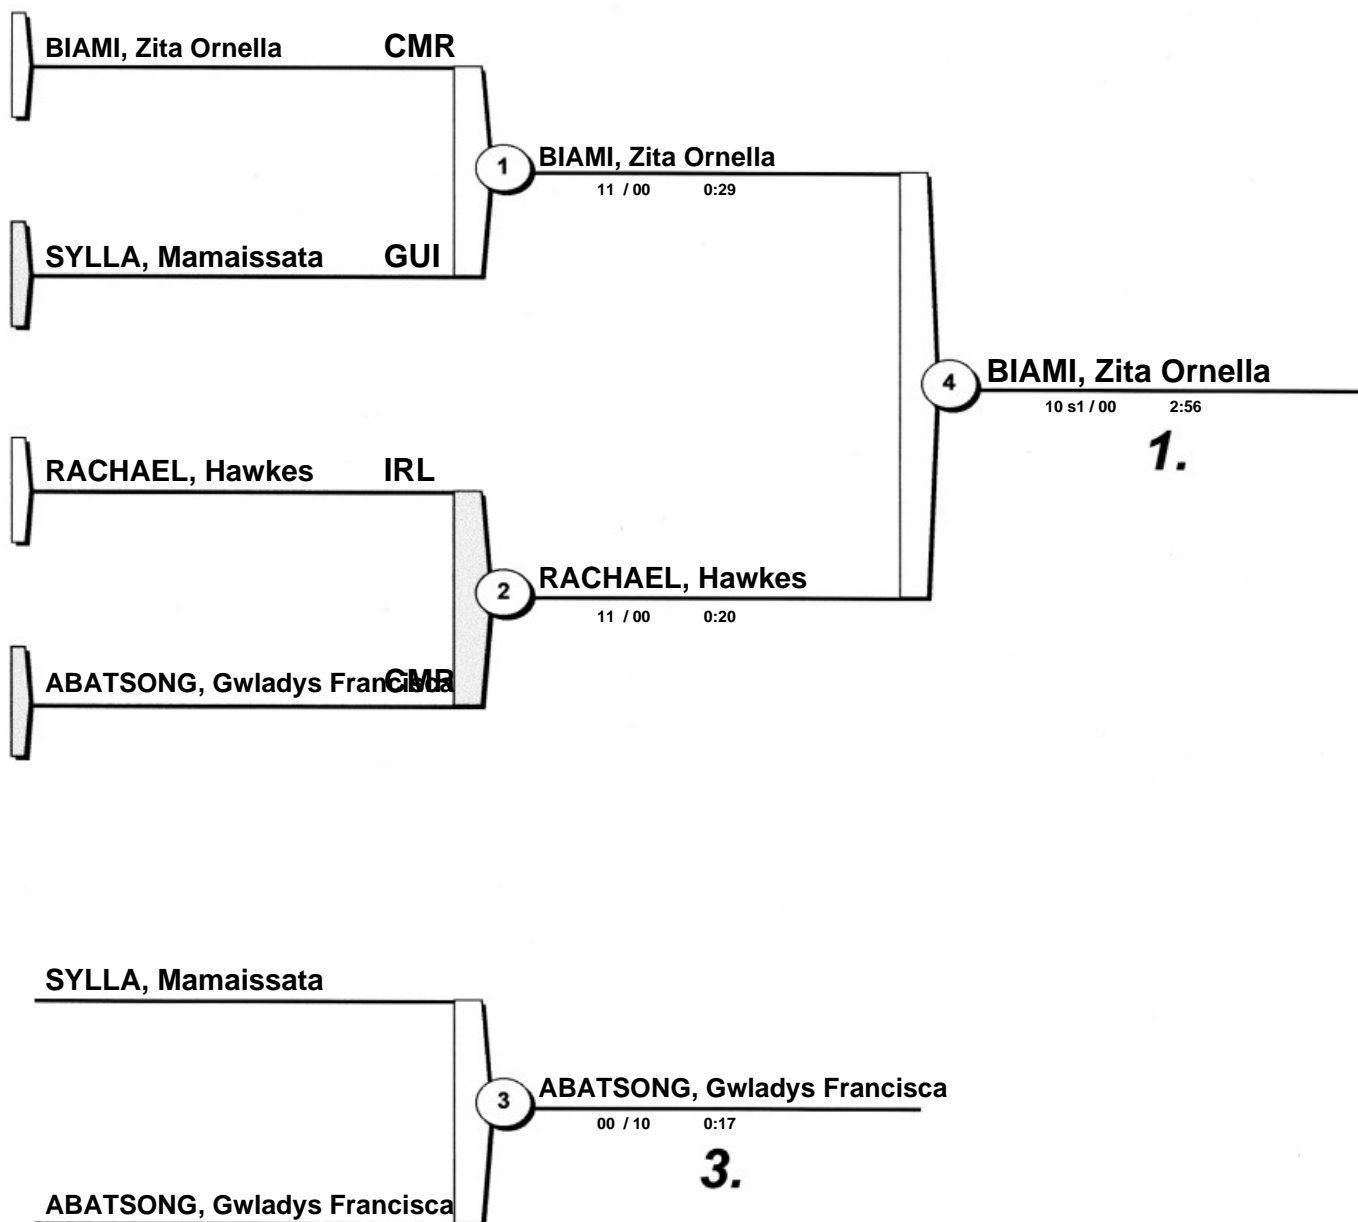 BIAMI, Zita Ornella CMR
1 BIAMI, Zita Ornella
11 / 00 0:29
SYLLA, Mamaissata GUI
4 BIAMI, Zita Ornella
10 s1 / 00 2:56
1.
RACHAEL, Hawkes IRL
2 RACHAEL, Hawkes
11 / 00 0:20
ABATSONG, Gwladys Francisca CMR
SYLLA, Mamaissata
3 ABATSONG, Gwladys Francisca
00 / 10 0:17
3.
ABATSONG, Gwladys Francisca